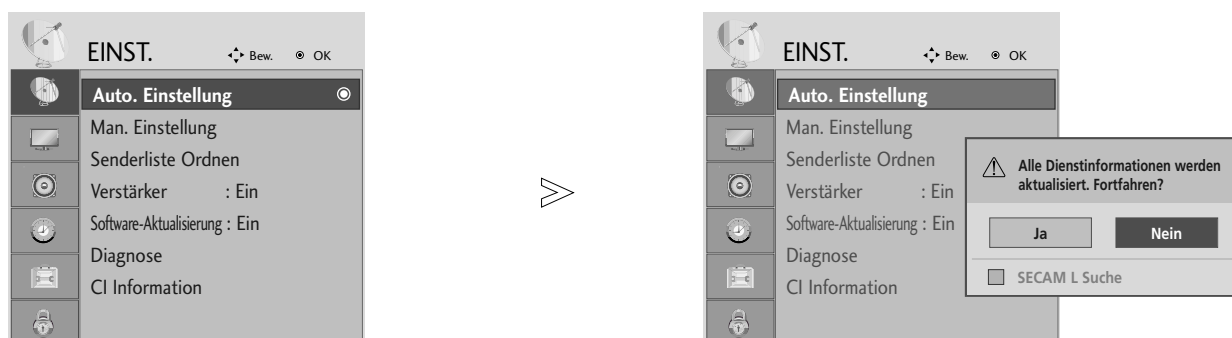 EINST. Bew. OK
Auto. Einstellung
Man. Einstellung
Senderliste Ordnen
Verstärker : Ein
Software-Aktualisierung : Ein
Diagnose
CI Information
EINST. Bew. OK
Auto. Einstellung
Man. Einstellung
Senderliste Ordnen
Verstärker : Ein
Software-Aktualisierung : Ein
Diagnose
CI Information
Alle Dienstinformationen werden
aktualisiert. Fortfahren?
Ja Nein
SECAM L Suche